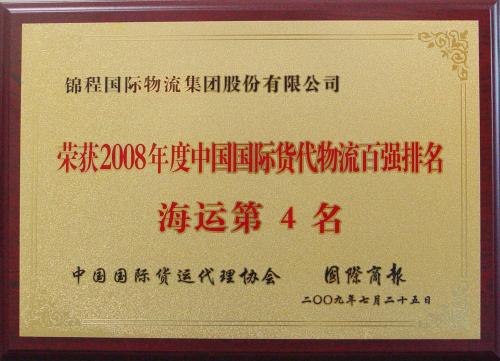 锦程国际物流集团股份有限公司
荣获2008年度中国国际货代物流百强排名
海运第 4 名
中国国际货运代理协会 国際商報
二〇〇九年七月二十五日